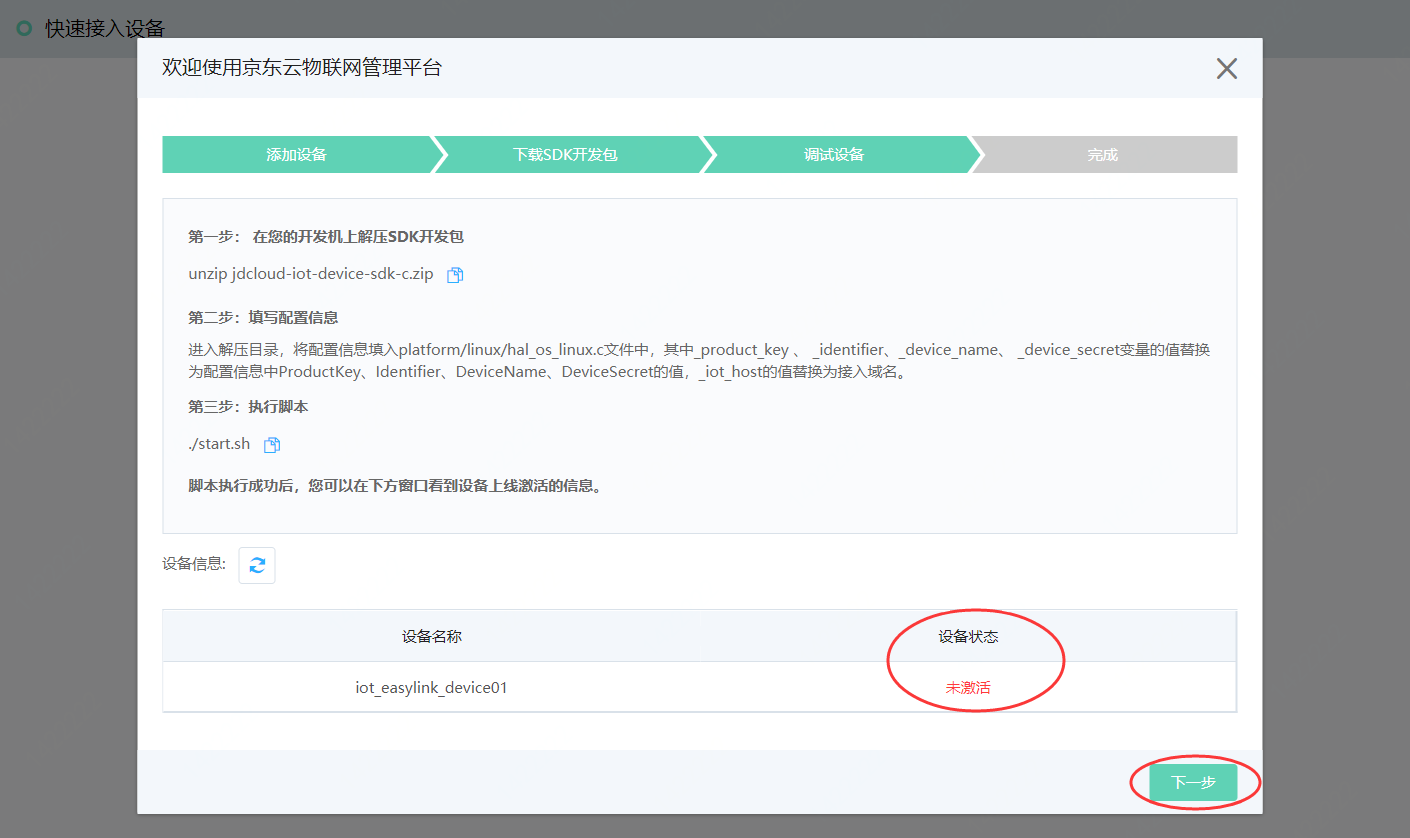 快速接入设备
欢迎使用京东云物联网管理平台
添加设备
下载SDK开发包
调试设备
完成
第一步： 在您的开发机上解压SDK开发包
unzip jdcloud-iot-device-sdk-c.zip
第二步：填写配置信息
进入解压目录，将配置信息填入platform/linux/hal_os_linux.c文件中，其中_product_key 、 _identifier、_device_name、 _device_secret变量的值替换
为配置信息中ProductKey、Identifier、DeviceName、DeviceSecret的值，_iot_host的值替换为接入域名。
第三步：执行脚本
./start.sh
脚本执行成功后，您可以在下方窗口看到设备上线激活的信息。
设备信息:
设备名称
设备状态
iot_easylink_device01
未激活
下一步